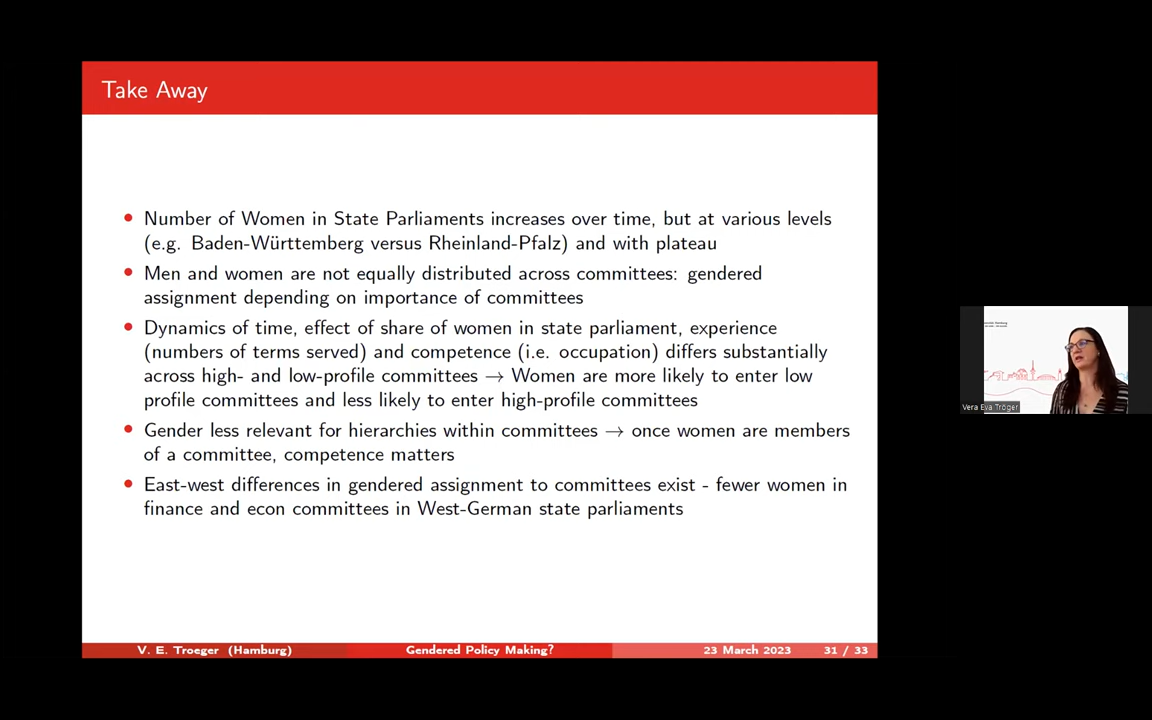 Take Away
• Number of Women in State Parliaments increases over time, but at various levels
(e.g. Baden-Württemberg versus Rheinland-Pfalz) and with plateau
• Men and women are not equally distributed across committees: gendered
assignment depending on importance of committees
• Dynamics of time, effect of share of women in state parliament, experience
(numbers of terms served) and competence (i.e. occupation) differs substantially
across high- and low-profile committees → Women are more likely to enter low
profile committees and less likely to enter high-profile committees
• Gender less relevant for hierarchies within committees → once women are members
of a committee, competence matters
• East-west differences in gendered assignment to committees exist - fewer women in
finance and econ committees in West-German state parliaments
V. E. Troeger (Hamburg) Gendered Policy Making? 23 March 2023 31 / 33
Vera Eva Tröger